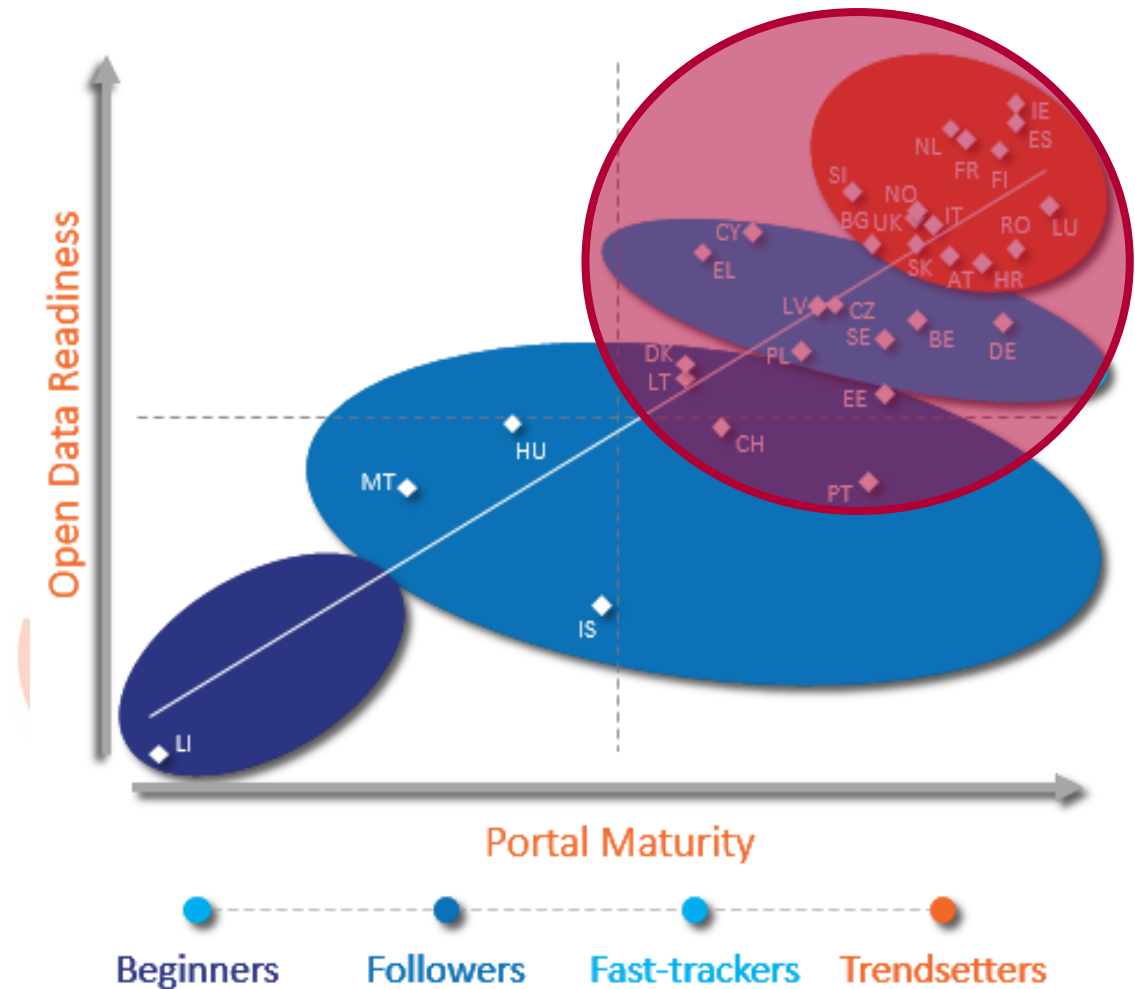 Open Data Readiness
IE
ES
NL
FR
FI
SI
NO
BG
UK
IT
RO
LU
CY
EL
SK
AT
HR
LV
CZ
SE
BE
DE
DK
PL
LT
EE
HU
CH
MT
PT
IS
LI
Portal Maturity
Beginners Followers Fast-trackers Trendsetters